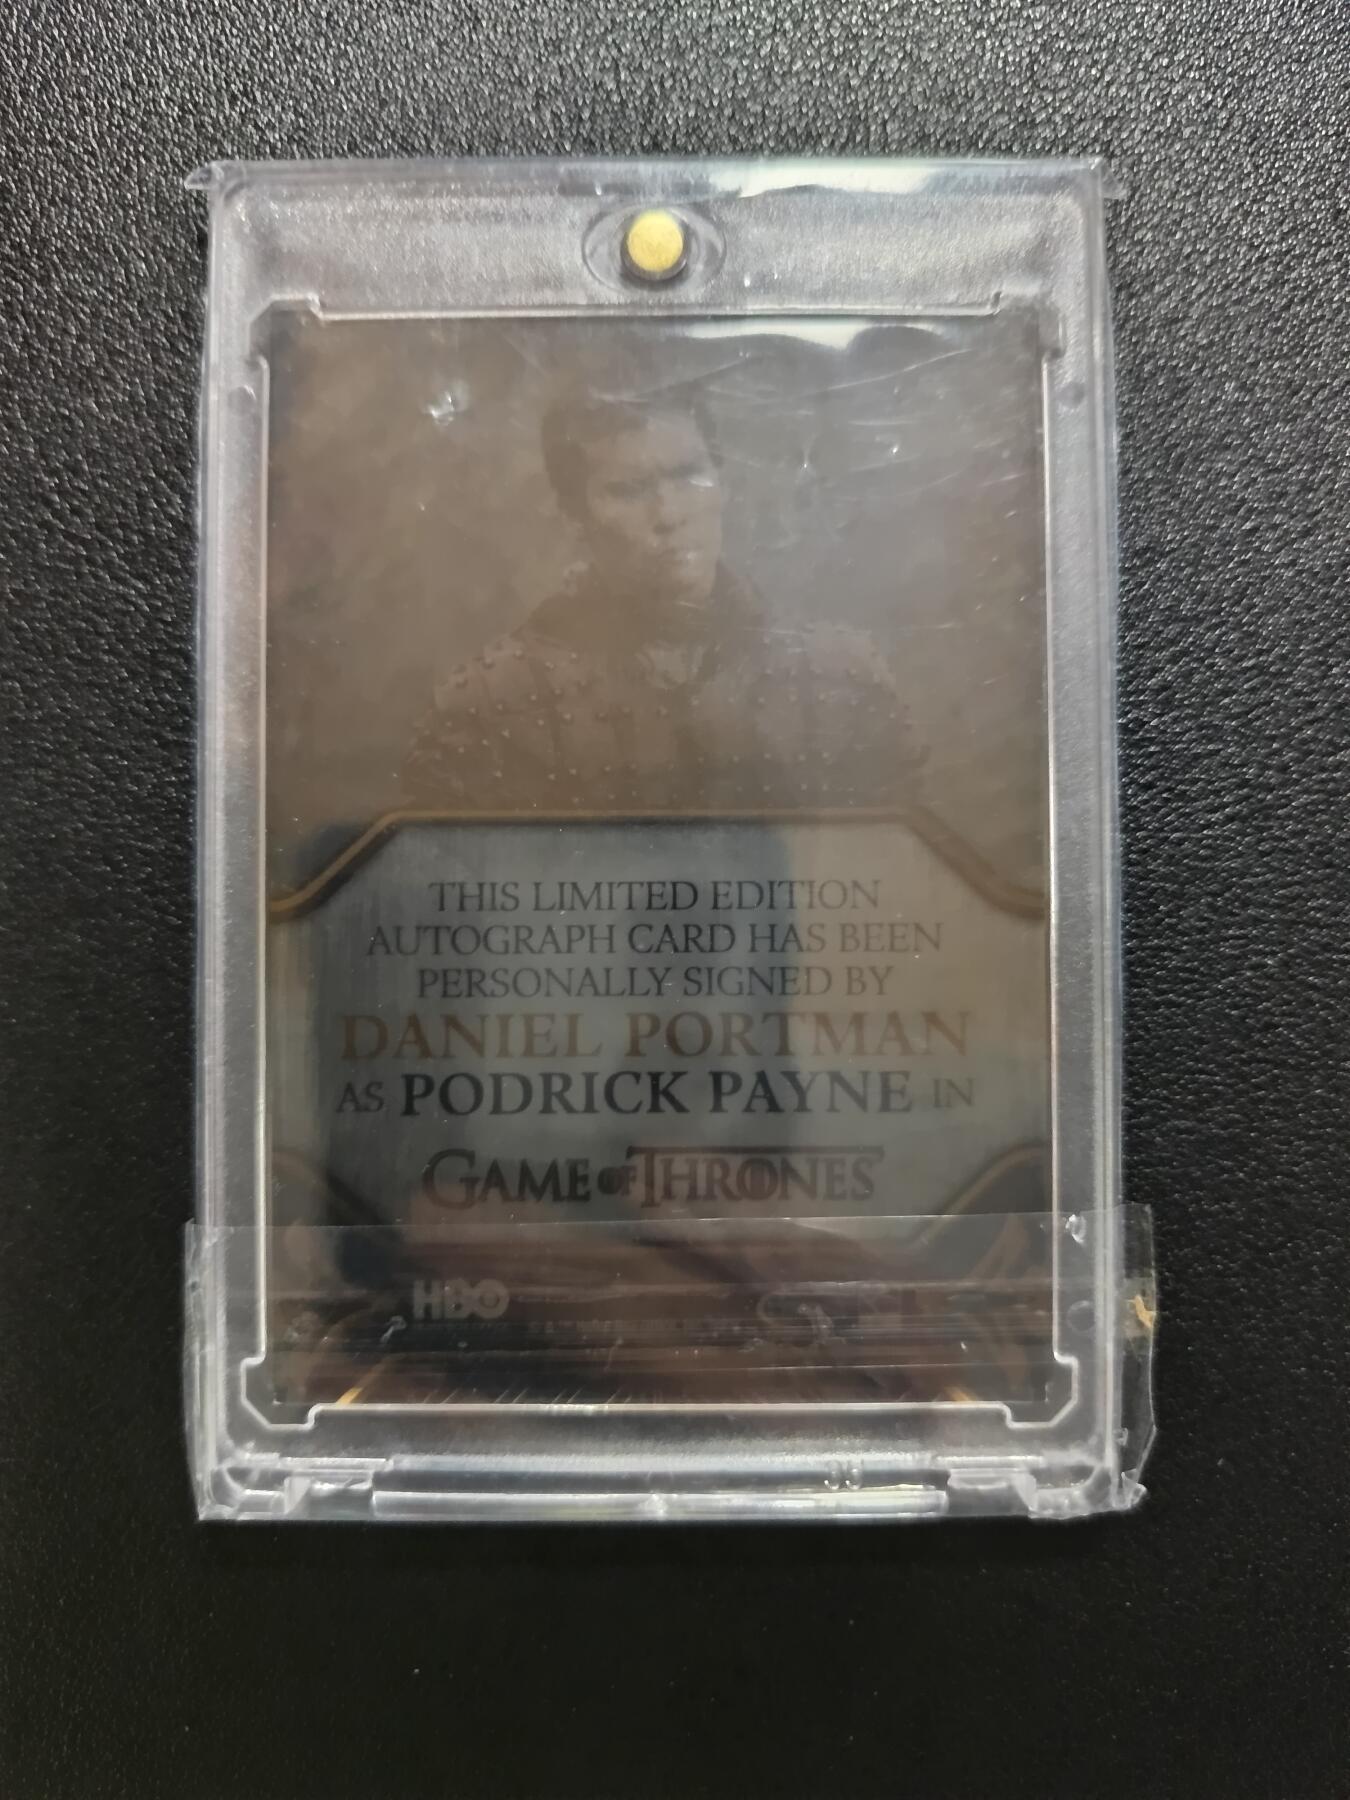 THIS LIMITED EDITION
AUTOGRAPH CARD HAS BEEN
PERSONALLY SIGNED BY
DANIEL PORTMAN
AS PODRICK PAYNE IN
GAME OF THRONES
HBO
35